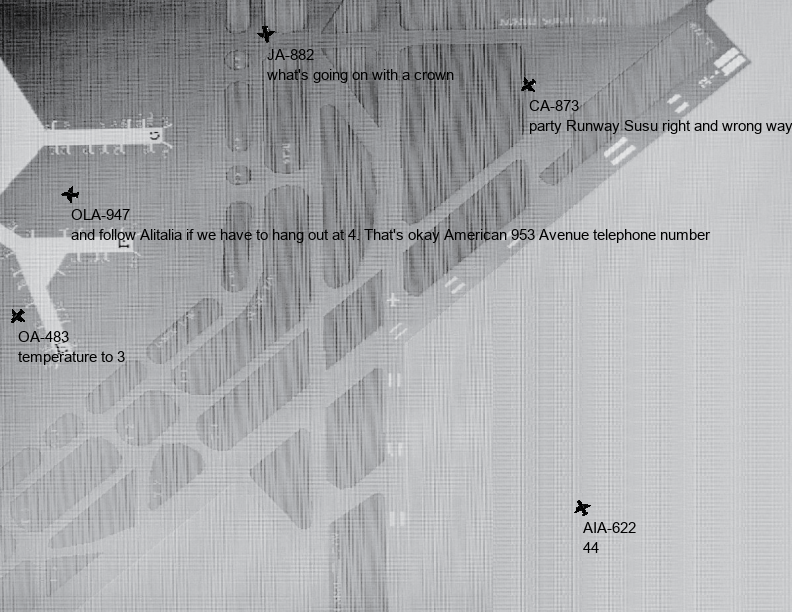 JA-882
what's going on with a crown
CA-873
party Runway Susu right and wrong way
OLA-947
and follow Alitalia if we have to hang out at 4. That's okay American 953 Avenue telephone number
OA-483
temperature to 3
AIA-622
44